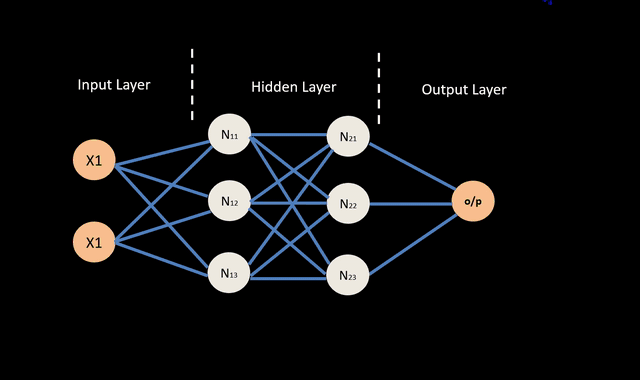 Input Layer
Hidden Layer
Output Layer
X1
X1
N11
N12
N13
N21
N22
N23
o/p